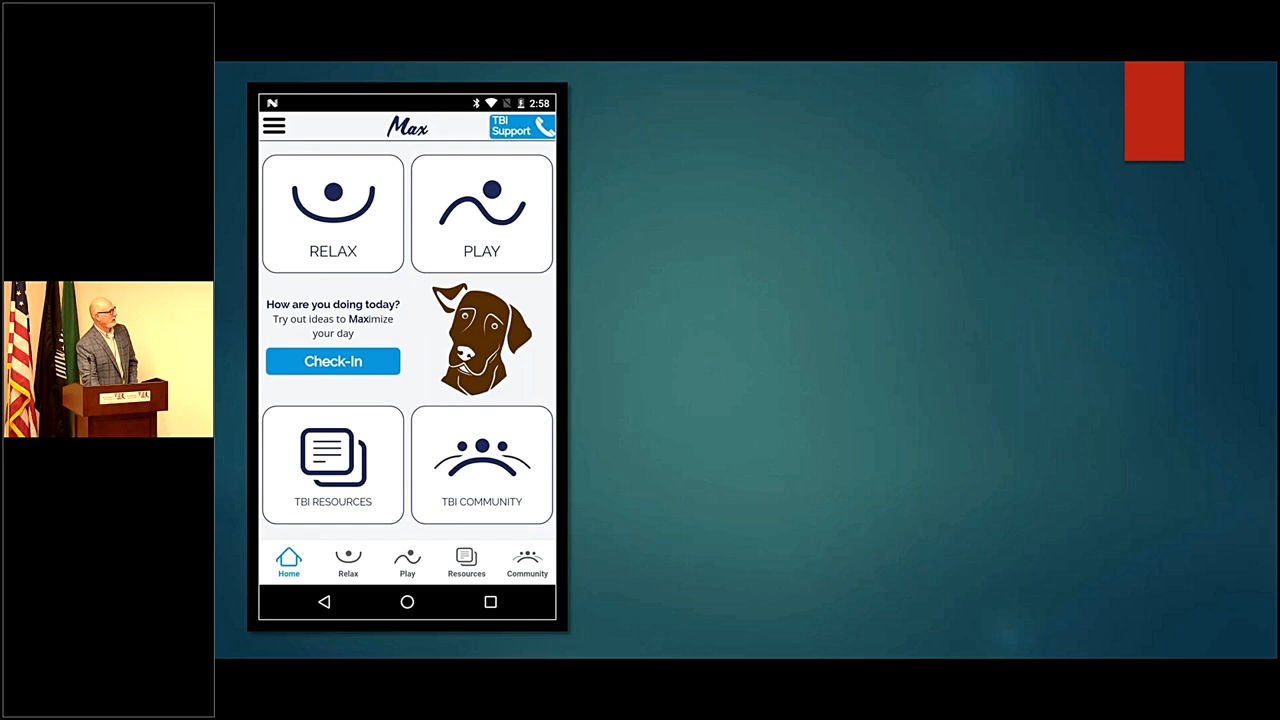 2:58
Max
TBI
Support
RELAX
PLAY
How are you doing today?
Try out ideas to Maximize
your day
Check-In
TBI RESOURCES
TBI COMMUNITY
Home
Relax
Play
Resources
Community